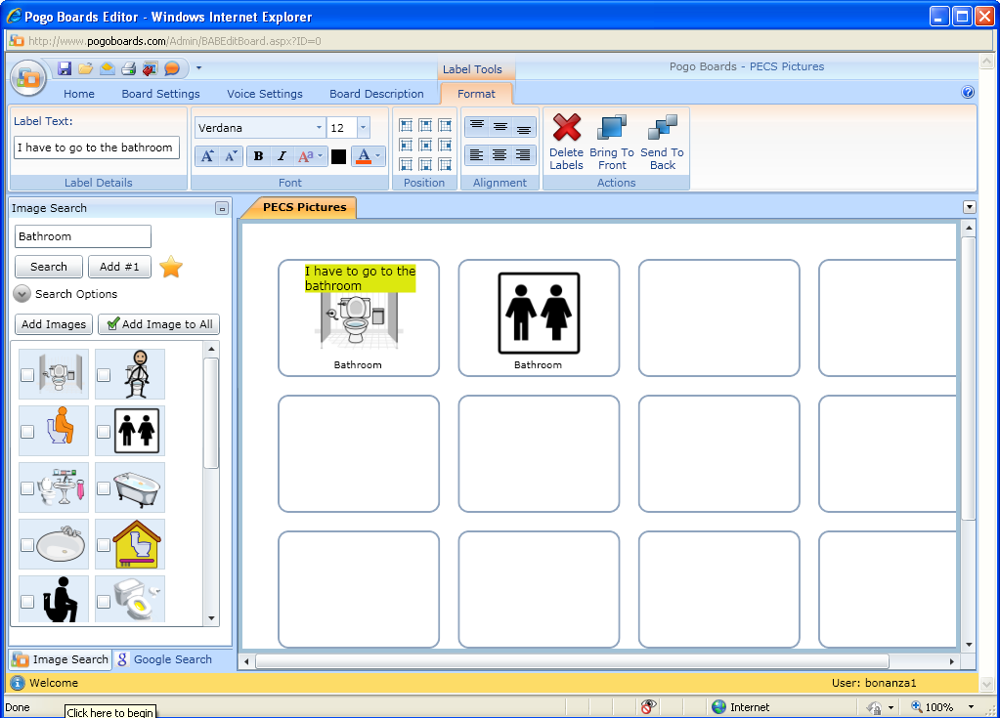 Pogo Boards Editor - Windows Internet Explorer
http://www.pogoboards.com/Admin/BABEditBoard.aspx?ID=0
Label Tools
Pogo Boards - PECS Pictures
Home Board Settings Voice Settings Board Description Format
Label Text:
I have to go to the bathroom
Label Details
Verdana 12
A A B I Aa A
Font
Position
Alignment
Delete Labels
Bring To Front
Send To Back
Actions
Image Search
Bathroom
Search Add #1
Search Options
Add Images Add Image to All
Image Search Google Search
PECS Pictures
I have to go to the
bathroom
Bathroom
Bathroom
Welcome User: bonanza1
Done Internet 100%
Click here to begin